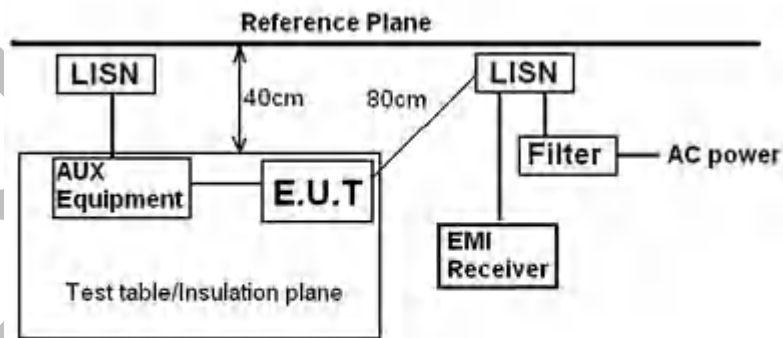 Reference Plane
LISN
LISN
40cm
80cm
Filter
AC power
AUX
Equipment
E.U.T
EMI
Receiver
Test table/Insulation plane